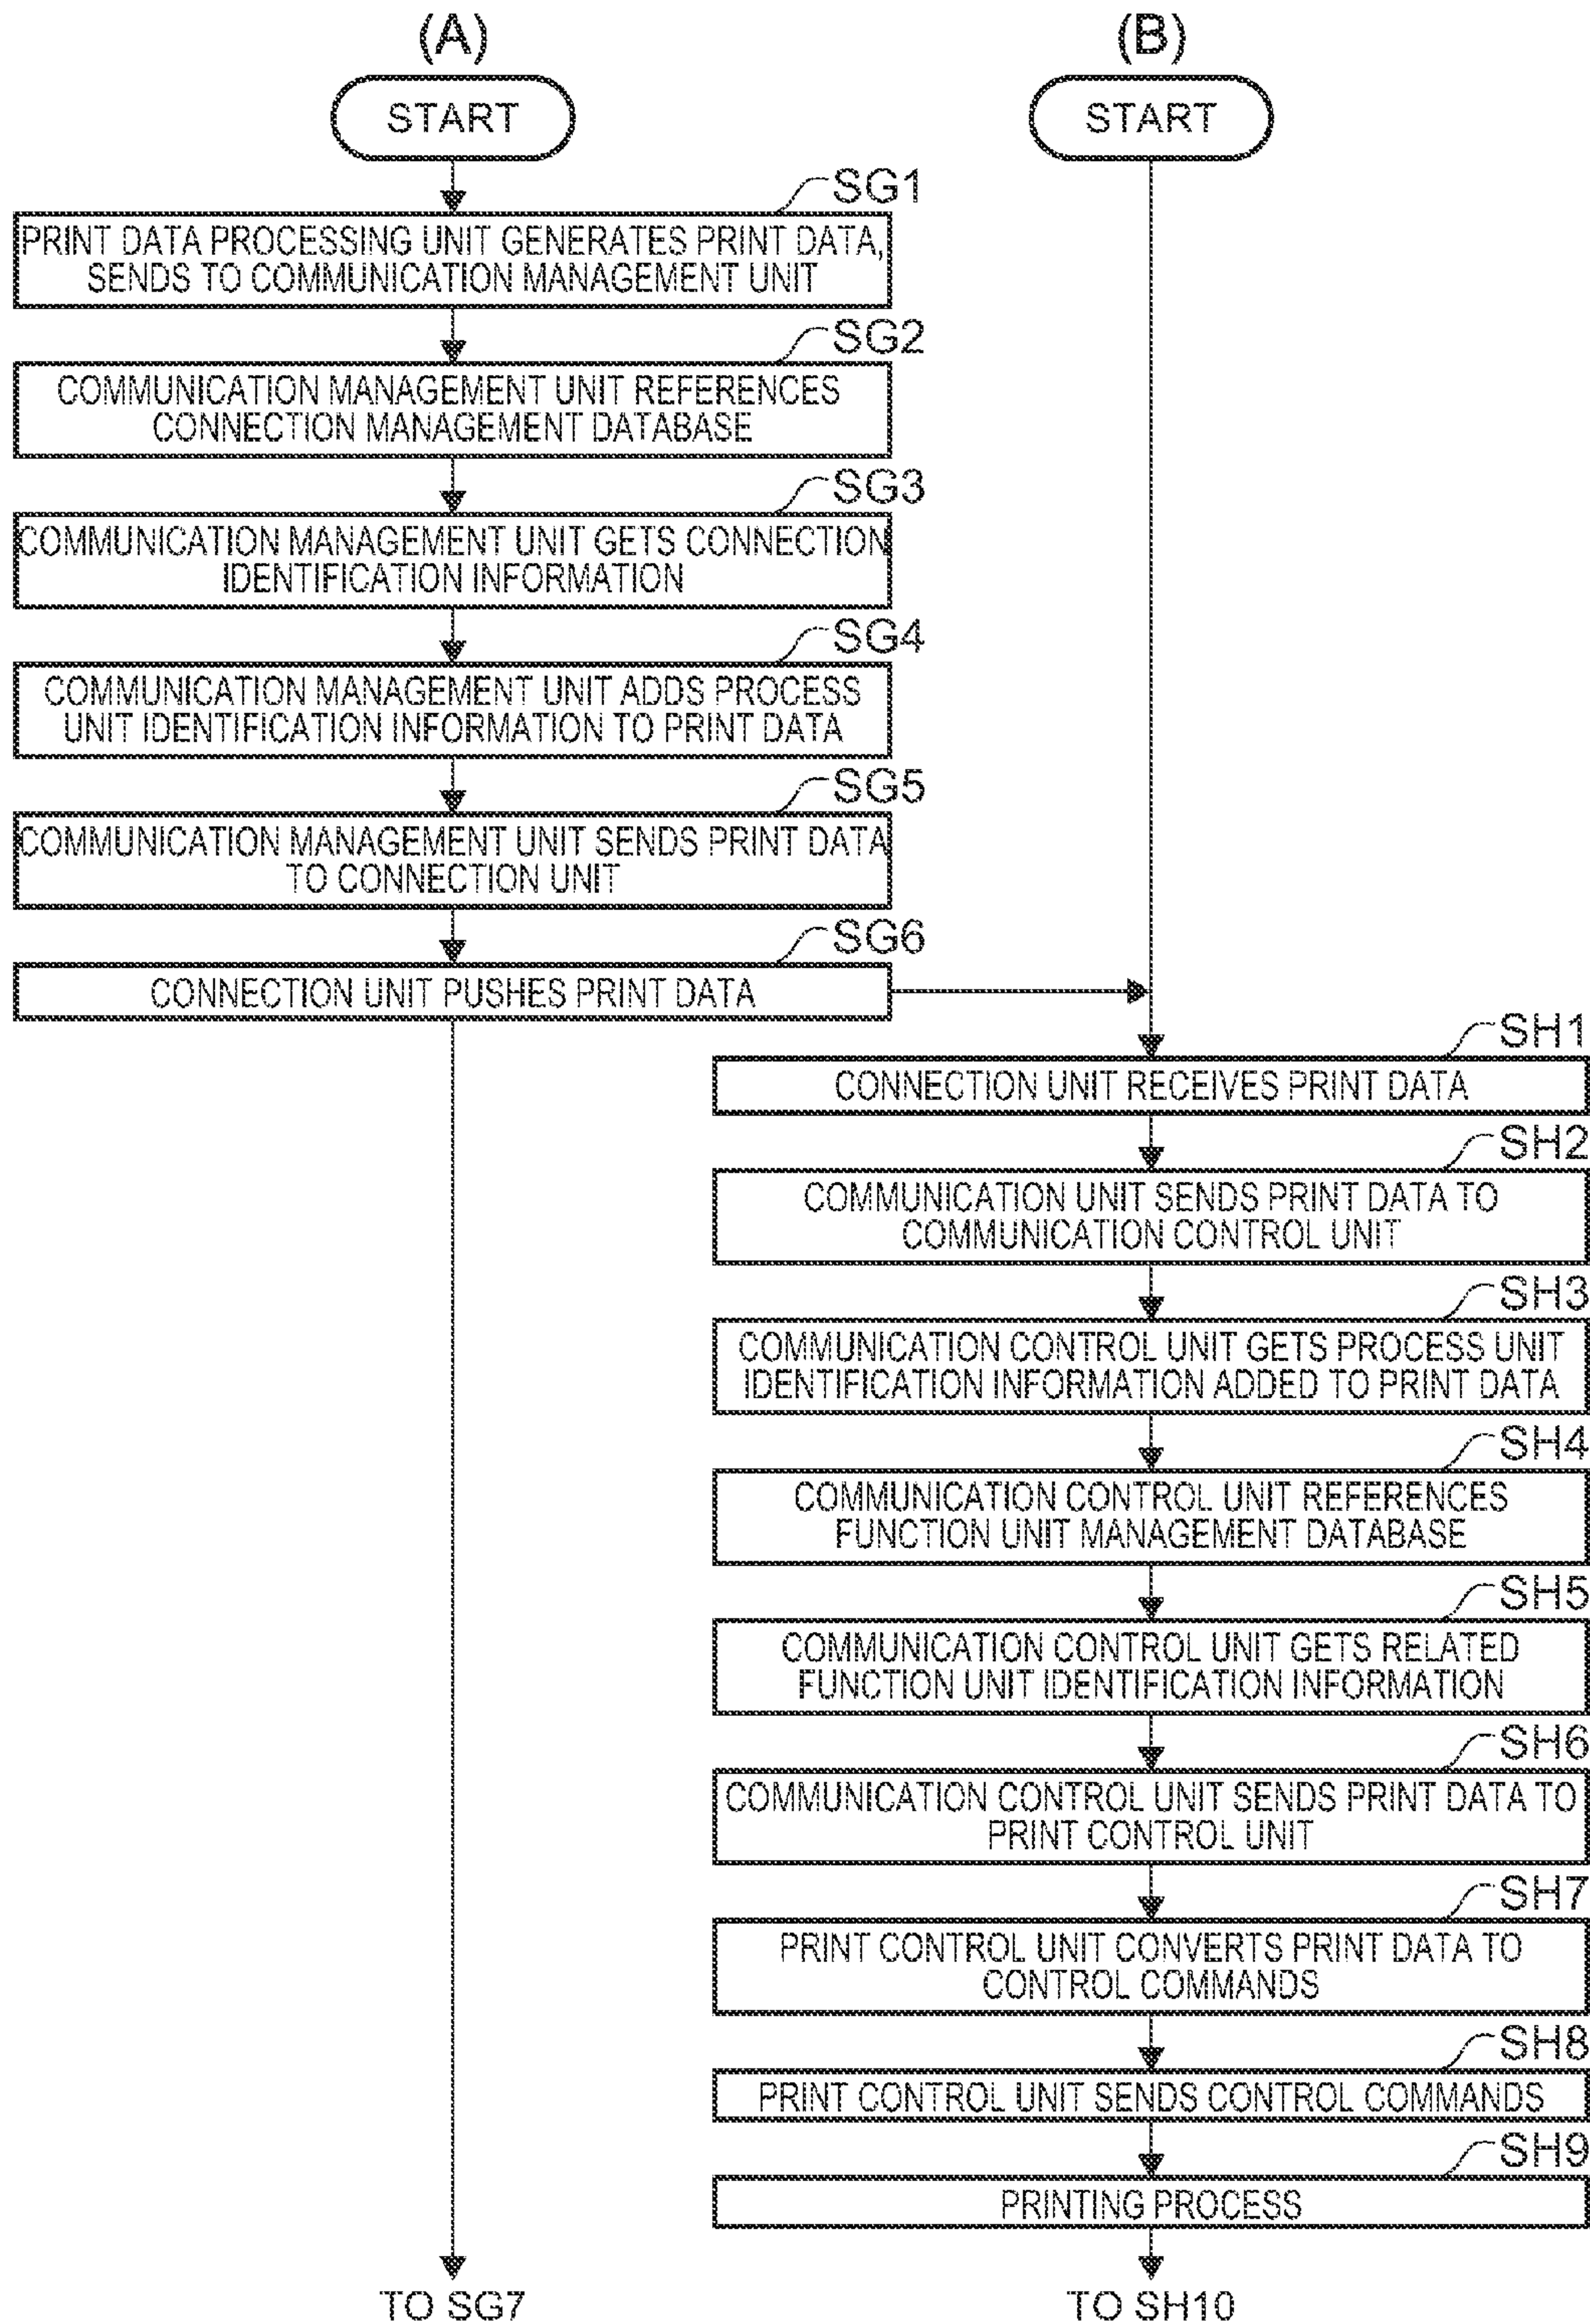 (A)
START
SG1
PRINT DATA PROCESSING UNIT GENERATES PRINT DATA,
SENDS TO COMMUNICATION MANAGEMENT UNIT
SG2
COMMUNICATION MANAGEMENT UNIT REFERENCES
CONNECTION MANAGEMENT DATABASE
SG3
COMMUNICATION MANAGEMENT UNIT GETS CONNECTION
IDENTIFICATION INFORMATION
SG4
COMMUNICATION MANAGEMENT UNIT ADDS PROCESS
UNIT IDENTIFICATION INFORMATION TO PRINT DATA
SG5
COMMUNICATION MANAGEMENT UNIT SENDS PRINT DATA
TO CONNECTION UNIT
SG6
CONNECTION UNIT PUSHES PRINT DATA
TO SG7
(B)
START
SH1
CONNECTION UNIT RECEIVES PRINT DATA
SH2
COMMUNICATION UNIT SENDS PRINT DATA TO
COMMUNICATION CONTROL UNIT
SH3
COMMUNICATION CONTROL UNIT GETS PROCESS UNIT
IDENTIFICATION INFORMATION ADDED TO PRINT DATA
SH4
COMMUNICATION CONTROL UNIT REFERENCES
FUNCTION UNIT MANAGEMENT DATABASE
SH5
COMMUNICATION CONTROL UNIT GETS RELATED
FUNCTION UNIT IDENTIFICATION INFORMATION
SH6
COMMUNICATION CONTROL UNIT SENDS PRINT DATA TO
PRINT CONTROL UNIT
SH7
PRINT CONTROL UNIT CONVERTS PRINT DATA TO
CONTROL COMMANDS
SH8
PRINT CONTROL UNIT SENDS CONTROL COMMANDS
SH9
PRINTING PROCESS
TO SH10